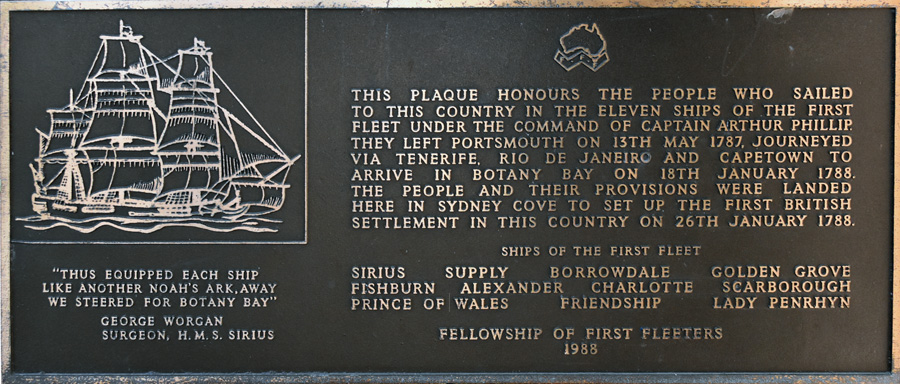 THIS PLAQUE HONOURS THE PEOPLE WHO SAILED
TO THIS COUNTRY IN THE ELEVEN SHIPS OF THE FIRST
FLEET UNDER THE COMMAND OF CAPTAIN ARTHUR PHILLIP.
THEY LEFT PORTSMOUTH ON 13TH MAY 1787, JOURNEYED
VIA TENERIFE, RIO DE JANEIRO AND CAPETOWN TO
ARRIVE IN BOTANY BAY ON 18TH JANUARY 1788.
THE PEOPLE AND THEIR PROVISIONS WERE LANDED
HERE IN SYDNEY COVE TO SET UP THE FIRST BRITISH
SETTLEMENT IN THIS COUNTRY ON 26TH JANUARY 1788.
SHIPS OF THE FIRST FLEET
SIRIUS SUPPLY BORROWDALE GOLDEN GROVE
FISHBURN ALEXANDER CHARLOTTE SCARBOROUGH
PRINCE OF WALES FRIENDSHIP LADY PENRHYN
FELLOWSHIP OF FIRST FLEETERS
1988
"THUS EQUIPPED EACH SHIP
LIKE ANOTHER NOAH'S ARK, AWAY
WE STEERED FOR BOTANY BAY"
GEORGE WORGAN
SURGEON, H.M.S. SIRIUS